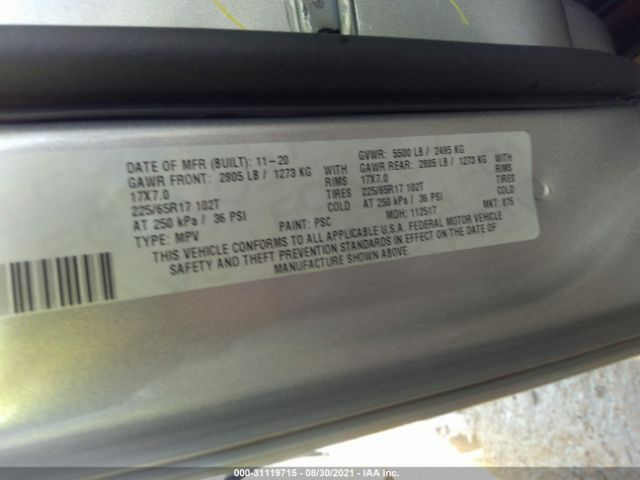 DATE OF MFR (BUILT): 11-20 GVWR: 5500 LB / 2495 KG
GAWR FRONT: 2805 LB / 1273 KG WITH GAWR REAR: 2805 LB / 1273 KG WITH
17X7.0 RIMS 17X7.0 RIMS
225/65R17 102T TIRES 225/65R17 102T TIRES
AT 250 kPa / 36 PSI COLD AT 250 kPa / 36 PSI COLD
TYPE: MPV PAINT: PSC MDH: 112517 MKT: 875
THIS VEHICLE CONFORMS TO ALL APPLICABLE U.S.A. FEDERAL MOTOR VEHICLE
SAFETY AND THEFT PREVENTION STANDARDS IN EFFECT ON THE DATE OF
MANUFACTURE SHOWN ABOVE.
000-31119715 - 08/30/2021 - IAA Inc.